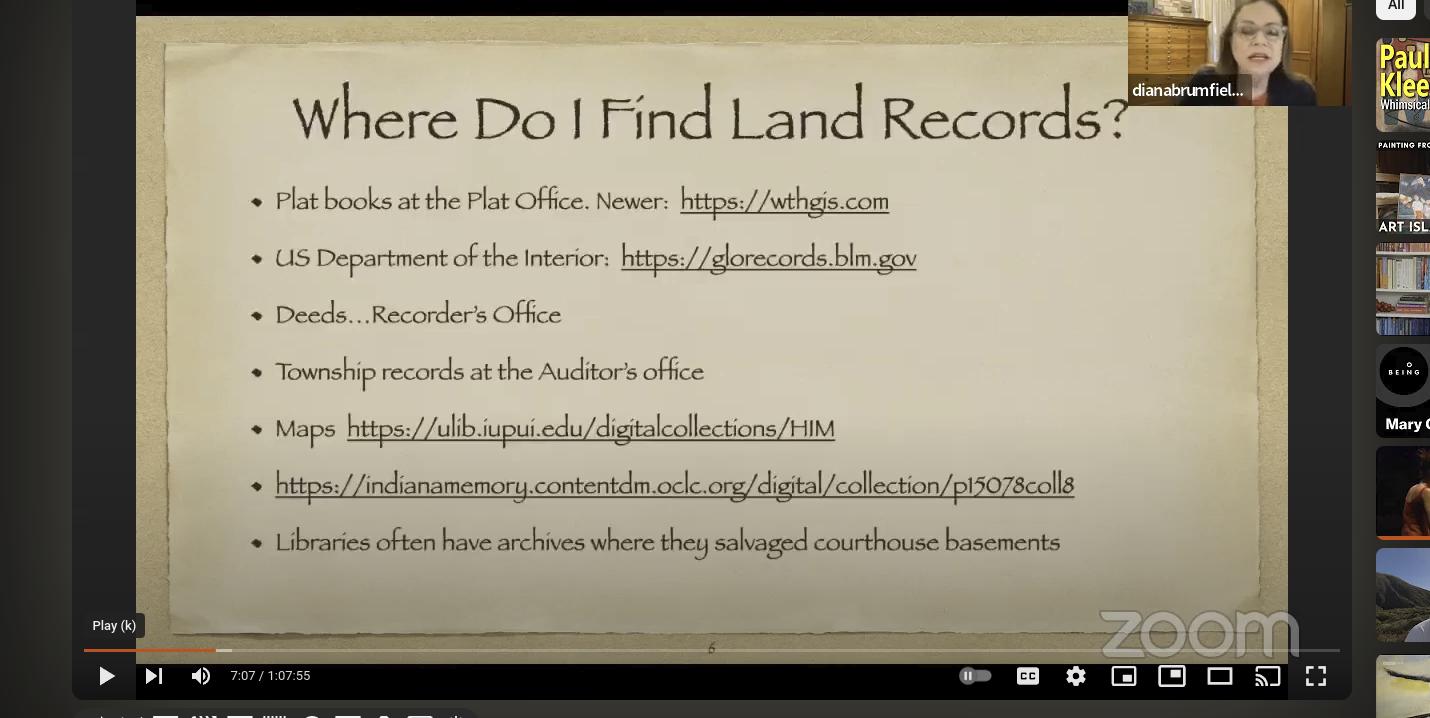 All
dianabrumfiel...
Where Do I Find Land Records?
• Plat books at the Plat Office. Newer: https://wthgis.com
• US Department of the Interior: https://glorecords.blm.gov
• Deeds...Recorder's Office
• Township records at the Auditor's office
• Maps https://ulib.iupui.edu/digitalcollections/HIM
• https://indianamemory.contentdm.oclc.org/digital/collection/p15078coll8
• Libraries often have archives where they salvaged courthouse basements
6
zoom
Play (k)
7:07 / 1:07:55
CC
Paul
Klee
Whimsical
PAINTING FRO
ART ISL
BEING
Mary